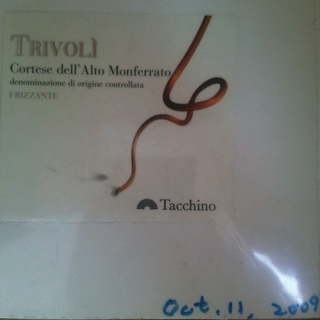 TRIVOLÌ
Cortese dell'Alto Monferrato
denominazione di origine controllata
FRIZZANTE
Tacchino
Oct. 11, 2009